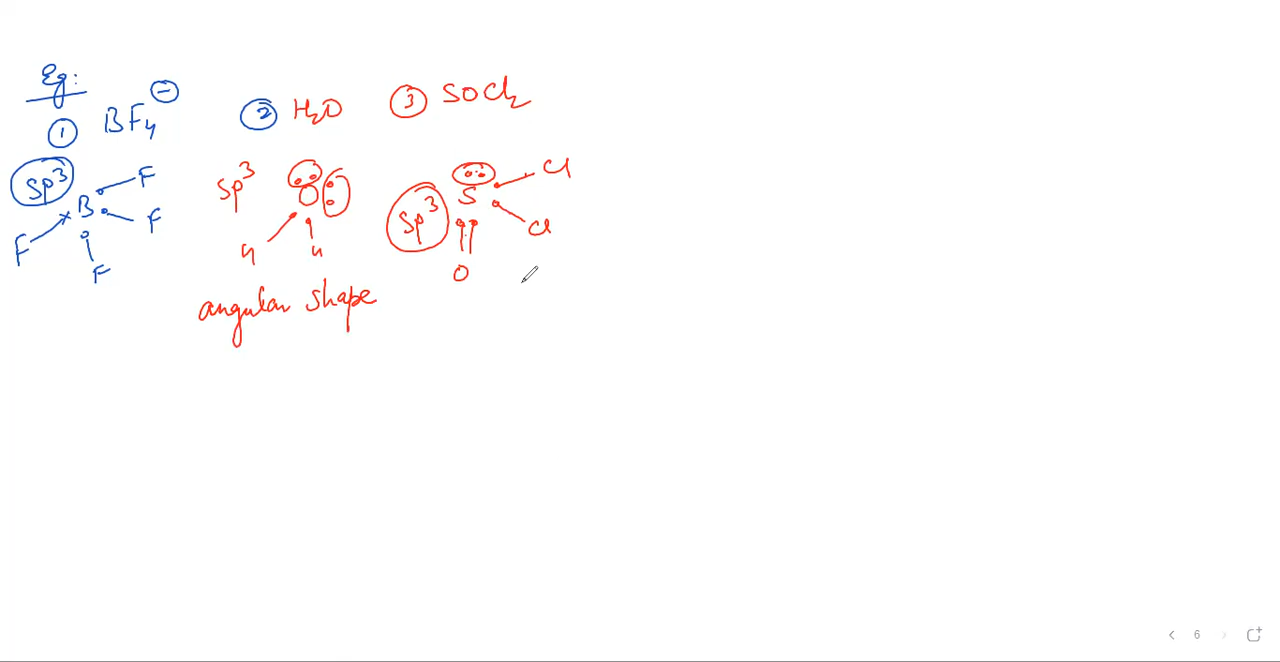 Eg:
① BF4⊖
② H2O
③ SOCl2
Sp3
B
F
F
F
F
Sp3
O
H
H
angular shape
Sp3
S
Cl
Cl
O
6